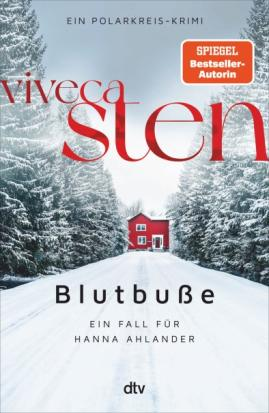 EIN POLARKREIS-KRIMI
SPIEGEL
Bestseller-
Autorin
viveca
sten
Blutbuße
EIN FALL FÜR
HANNA AHLANDER
dtv